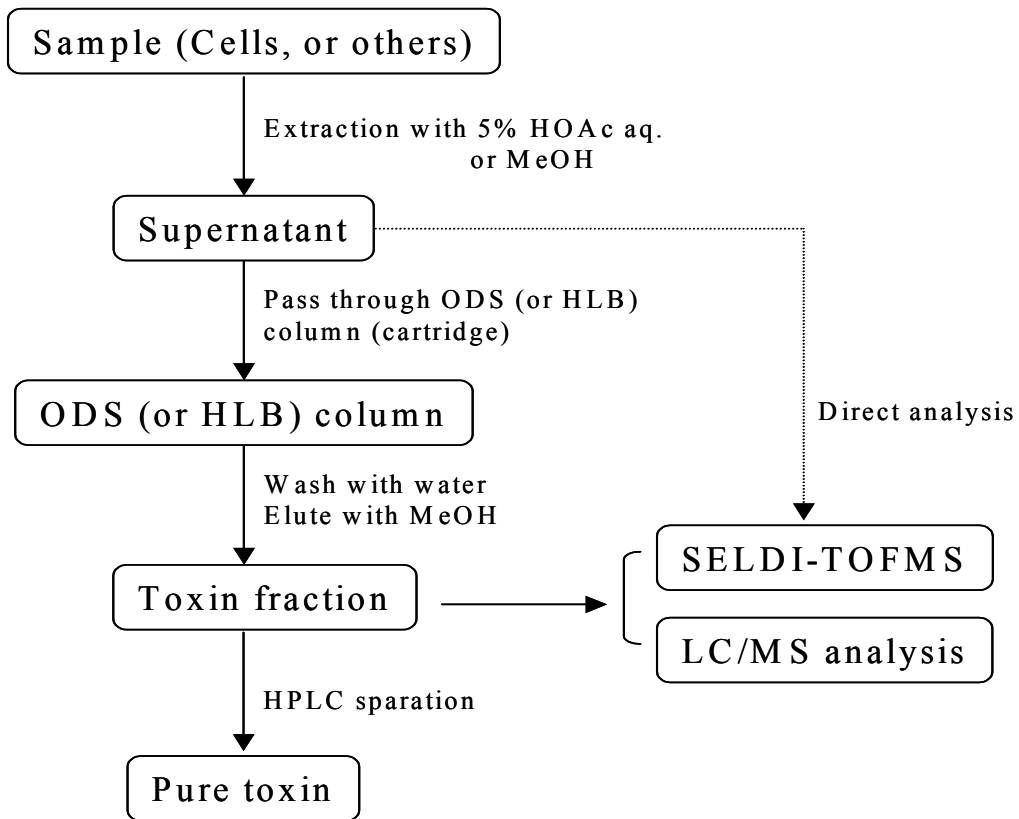 Sample (Cells, or others)
Extraction with 5% HOAc aq.
or MeOH
Supernatant
Pass through ODS (or HLB)
column (cartridge)
ODS (or HLB) column
Direct analysis
Wash with water
Elute with MeOH
SELDI-TOFMS
Toxin fraction
LC/MS analysis
HPLC sparation
Pure toxin